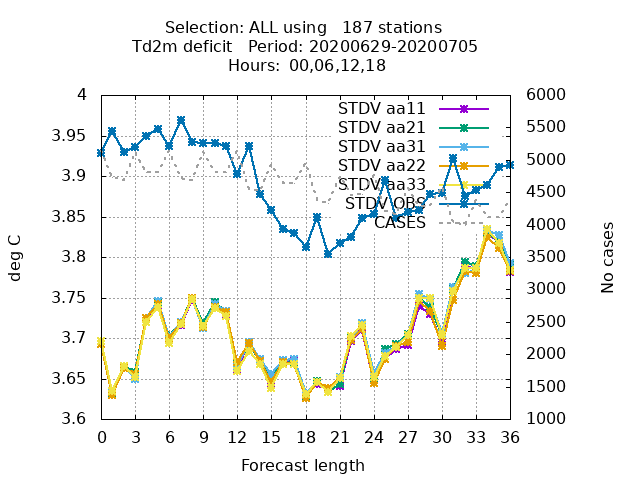 Selection: ALL using   187 stations
Td2m deficit   Period: 20200629-20200705
Hours:  00,06,12,18
4
3.95
3.9
3.85
3.8
3.75
3.7
3.65
3.6
deg C
STDV aa11
STDV aa21
STDV aa31
STDV aa22
STDV aa33
STDV OBS
CASES
6000
5500
5000
4500
4000
3500
3000
2500
2000
1500
1000
No cases
0 3 6 9 12 15 18 21 24 27 30 33 36
Forecast length